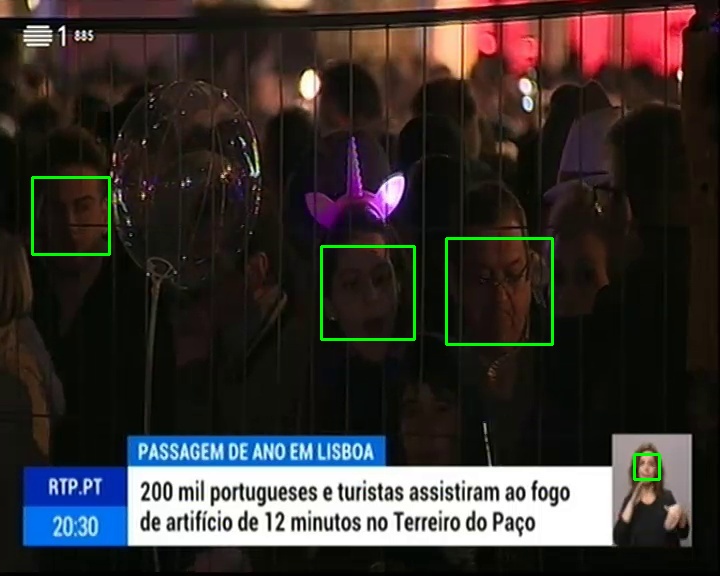 1 885
PASSAGEM DE ANO EM LISBOA
RTP.PT
20:30
200 mil portugueses e turistas assistiram ao fogo
de artifício de 12 minutos no Terreiro do Paço